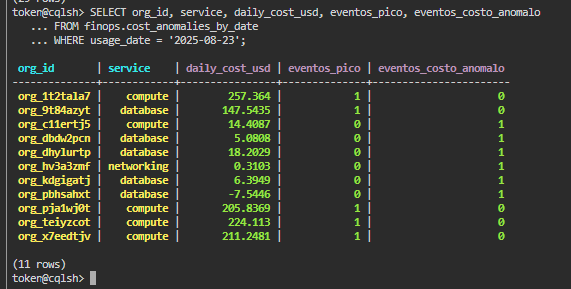 token@cqlsh> SELECT org_id, service, daily_cost_usd, eventos_pico, eventos_costo_anomalo
... FROM finops.cost_anomalies_by_date
... WHERE usage_date = '2025-08-23';
org_id | service | daily_cost_usd | eventos_pico | eventos_costo_anomalo
-------------+------------+----------------+--------------+-----------------------
org_1t2tala7 | compute | 257.364 | 1 | 0
org_9t84azyt | database | 147.5435 | 1 | 0
org_c11ertj5 | compute | 14.4087 | 0 | 1
org_dbdw2pcn | database | 5.0808 | 0 | 1
org_dhylurtp | database | 18.2029 | 0 | 1
org_hv3a3zmf | networking | 0.3103 | 0 | 1
org_kdgigatj | database | 6.3949 | 0 | 1
org_pbhsahxt | database | -7.5446 | 0 | 1
org_pja1wj0t | compute | 205.8369 | 1 | 0
org_teiyzcot | compute | 224.113 | 1 | 0
org_x7eedtjv | compute | 211.2481 | 1 | 0
(11 rows)
token@cqlsh>